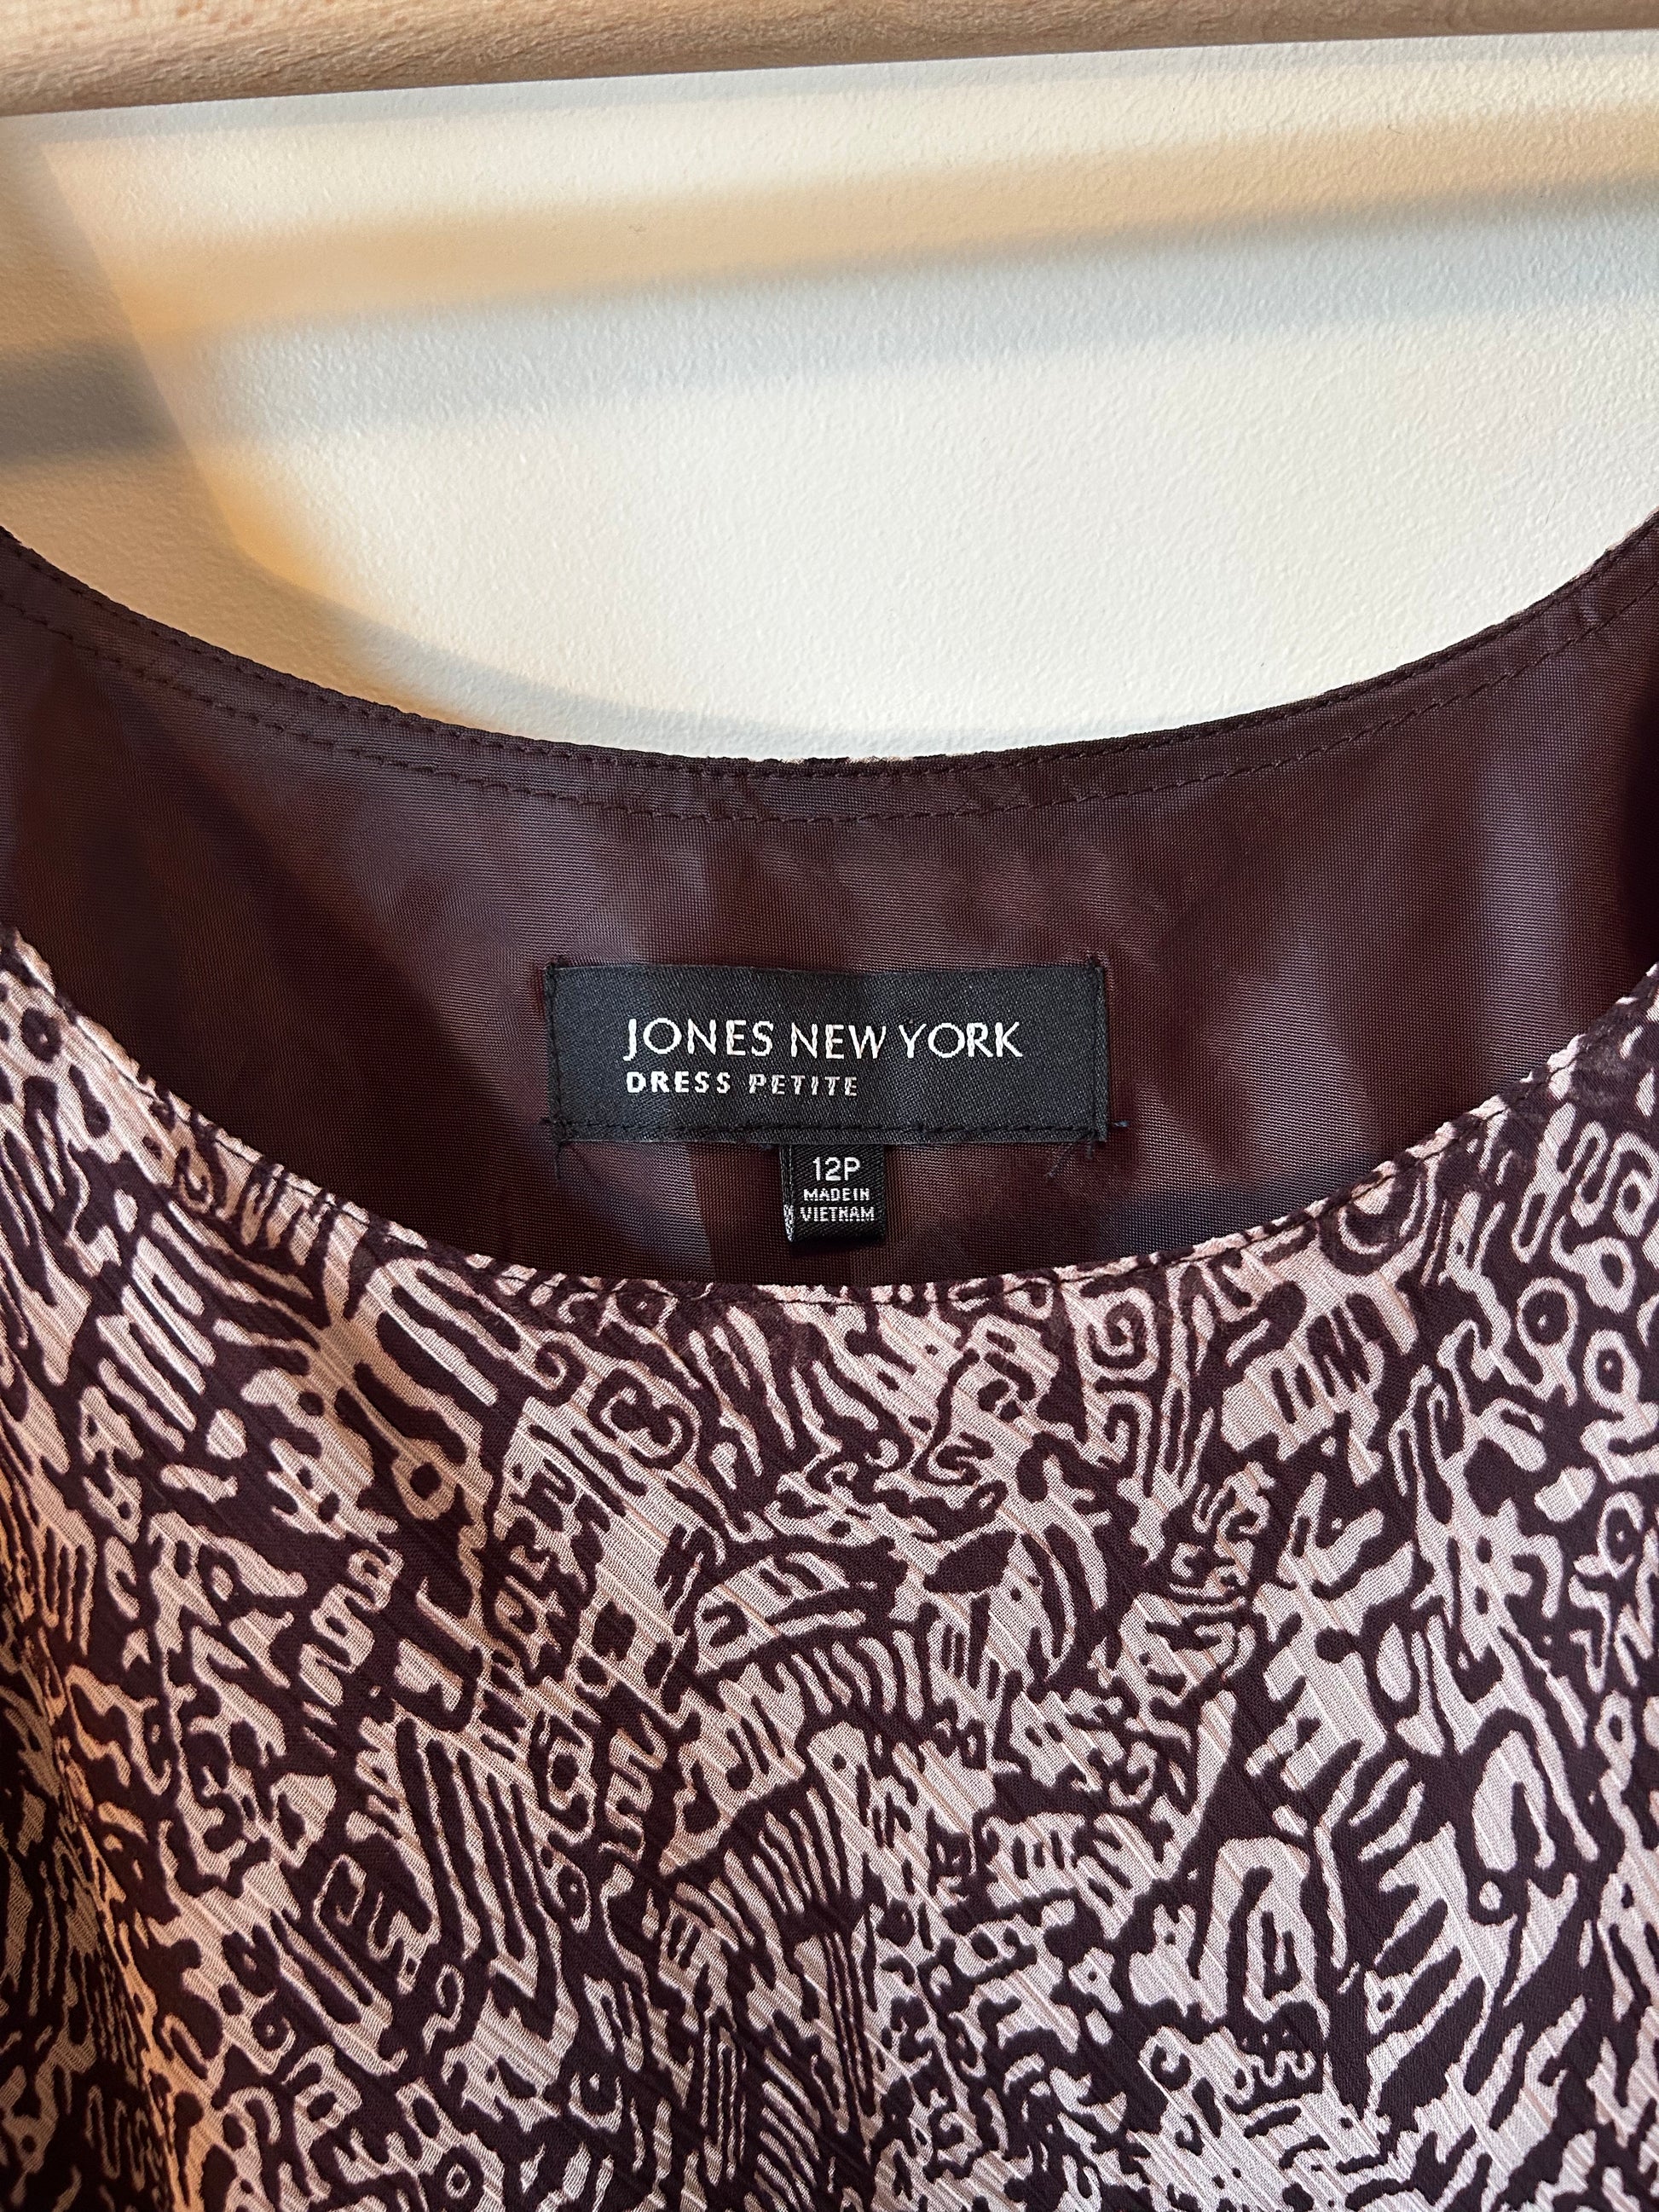 JONES NEW YORK
DRESS PETITE
12P
MADE IN
VIETNAM